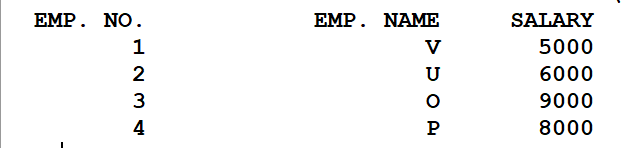 EMP. NO. EMP. NAME SALARY
1 V 5000
2 U 6000
3 O 9000
4 P 8000